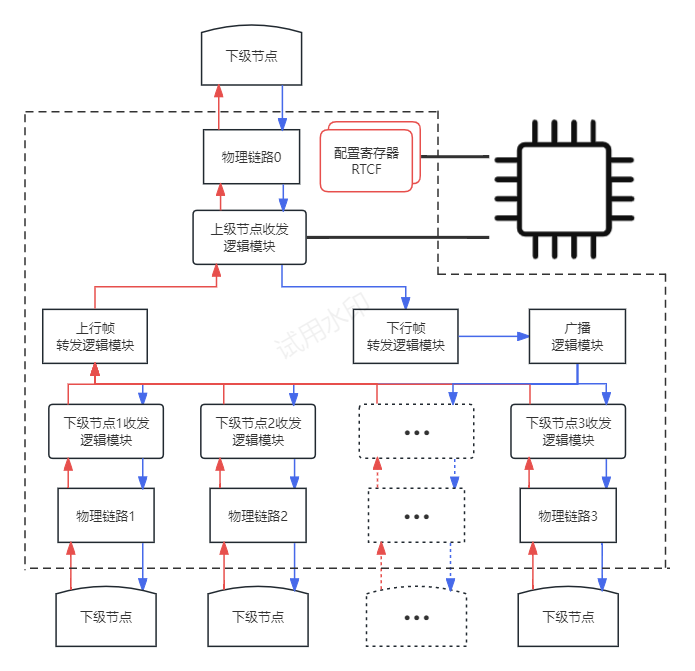 下级节点
物理链路0
配置寄存器
RTCF
上级节点收发
逻辑模块
上行帧
转发逻辑模块
试用水印
下行帧
转发逻辑模块
广播
逻辑模块
下级节点1收发
逻辑模块
下级节点2收发
逻辑模块
•••
下级节点3收发
逻辑模块
物理链路1
物理链路2
•••
物理链路3
下级节点
下级节点
•••
下级节点